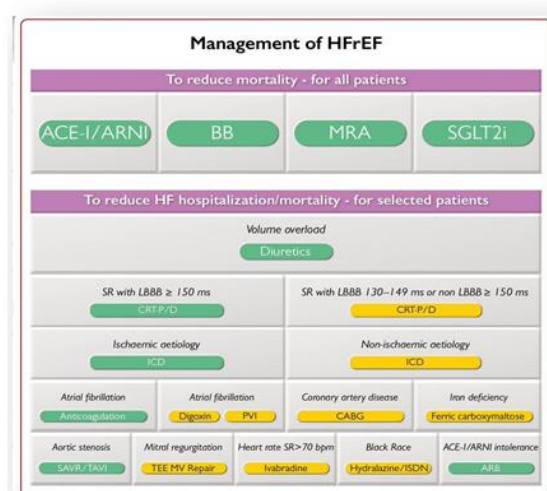 Management of HFrEF
To reduce mortality - for all patients
ACE-I/ARNI BB MRA SGLT2i
To reduce HF hospitalization/mortality - for selected patients
Volume overload
Diuretics
SR with LBBB ≥ 150 ms SR with LBBB 130–149 ms or non LBBB ≥ 150 ms
CRT-P/D CRT-P/D
Ischaemic aetiology Non-ischaemic aetiology
ICD ICD
Atrial fibrillation Atrial fibrillation Coronary artery disease Iron deficiency
Anticoagulation Digoxin PVI CABG Ferric carboxymaltose
Aortic stenosis Mitral regurgitation Heart rate SR>70 bpm Black Race ACE-I/ARNI intolerance
SAVR/TAVI TEE MV Repair Ivabradine Hydralazine/ISDN ARB